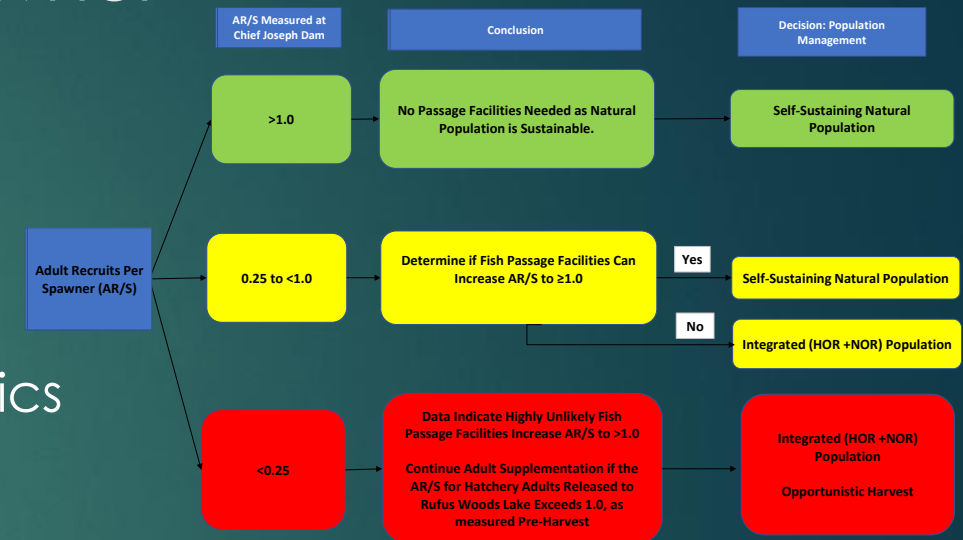 AR/S Measured at
Chief Joseph Dam
Conclusion
Decision: Population
Management
>1.0
No Passage Facilities Needed as Natural
Population is Sustainable.
Self-Sustaining Natural
Population
Adult Recruits Per
Spawner (AR/S)
0.25 to <1.0
Determine if Fish Passage Facilities Can
Increase AR/S to ≥1.0
Yes
Self-Sustaining Natural Population
No
Integrated (HOR +NOR) Population
ics
<0.25
Data Indicate Highly Unlikely Fish
Passage Facilities Increase AR/S to >1.0
Continue Adult Supplementation if the
AR/S for Hatchery Adults Released to
Rufus Woods Lake Exceeds 1.0, as
measured Pre-Harvest
Integrated (HOR +NOR)
Population
Opportunistic Harvest